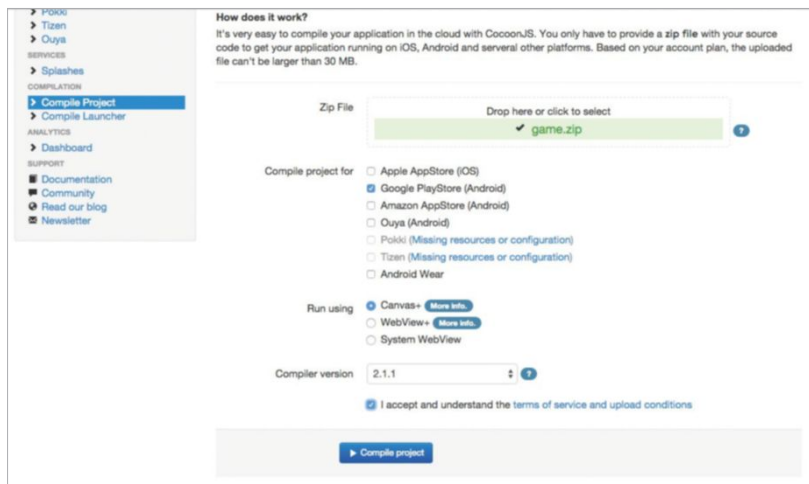 Pokki
Tizen
Ouya
SERVICES
Splashes
COMPILATION
Compile Project
Compile Launcher
ANALYTICS
Dashboard
SUPPORT
Documentation
Community
Read our blog
Newsletter
How does it work?
It's very easy to compile your application in the cloud with CocoonJS. You only have to provide a zip file with your source
code to get your application running on iOS, Android and serveral other platforms. Based on your account plan, the uploaded
file can't be larger than 30 MB.
Zip File
Drop here or click to select
✔ game.zip
?
Compile project for
Apple AppStore (iOS)
Google PlayStore (Android)
Amazon AppStore (Android)
Ouya (Android)
Pokki (Missing resources or configuration)
Tizen (Missing resources or configuration)
Android Wear
Run using
Canvas+ More info.
WebView+ More info.
System WebView
Compiler version
2.1.1
?
I accept and understand the terms of service and upload conditions
Compile project